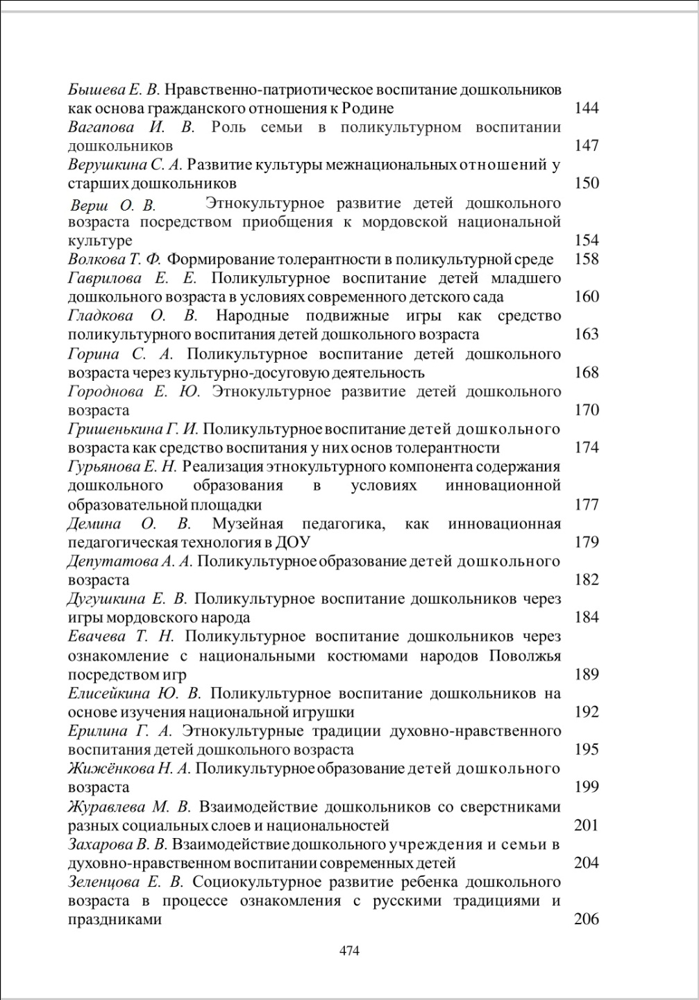 Бышева Е. В. Нравственно-патриотическое воспитание дошкольников
как основа гражданского отношения к Родине 144
Вагапова И. В. Роль семьи в поликультурном воспитании
дошкольников 147
Верушкина С. А. Развитие культуры межнациональных отношений у
старших дошкольников 150
Верш О. В. Этнокультурное развитие детей дошкольного
возраста посредством приобщения к мордовской национальной
культуре 154
Волкова Т. Ф. Формирование толерантности в поликультурной среде 158
Гаврилова Е. Е. Поликультурное воспитание детей младшего
дошкольного возраста в условиях современного детского сада 160
Гладкова О. В. Народные подвижные игры как средство
поликультурного воспитания детей дошкольного возраста 163
Горина С. А. Поликультурное воспитание детей дошкольного
возраста через культурно-досуговую деятельность 168
Городнова Е. Ю. Этнокультурное развитие детей дошкольного
возраста 170
Гришенькина Г. И. Поликультурное воспитание детей дошкольного
возраста как средство воспитания у них основ толерантности 174
Гурьянова Е. Н. Реализация этнокультурного компонента содержания
дошкольного образования в условиях инновационной
образовательной площадки 177
Демина О. В. Музейная педагогика, как инновационная
педагогическая технология в ДОУ 179
Депутатова А. А. Поликультурное образование детей дошкольного
возраста 182
Дугушкина Е. В. Поликультурное воспитание дошкольников через
игры мордовского народа 184
Евачева Т. Н. Поликультурное воспитание дошкольников через
ознакомление с национальными костюмами народов Поволжья
посредством игр 189
Елисейкина Ю. В. Поликультурное воспитание дошкольников на
основе изучения национальной игрушки 192
Ерилина Г. А. Этнокультурные традиции духовно-нравственного
воспитания детей дошкольного возраста 195
Жижёнкова Н. А. Поликультурное образование детей дошкольного
возраста 199
Журавлева М. В. Взаимодействие дошкольников со сверстниками
разных социальных слоев и национальностей 201
Захарова В. В. Взаимодействие дошкольного учреждения и семьи в
духовно-нравственном воспитании современных детей 204
Зеленцова Е. В. Социокультурное развитие ребенка дошкольного
возраста в процессе ознакомления с русскими традициями и
праздниками 206
474